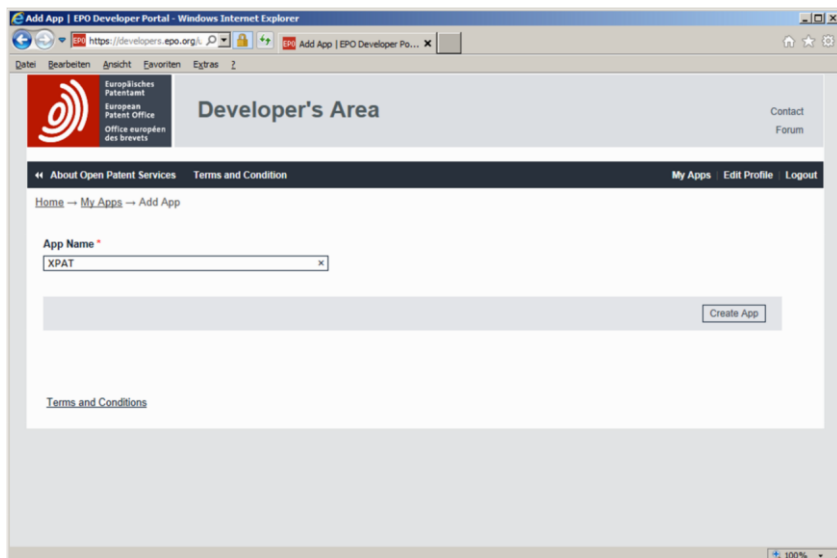 Add App | EPO Developer Portal - Windows Internet Explorer
EPO https://developers.epo.org/
EPO Add App | EPO Developer Po...
Datei Bearbeiten Ansicht Favoriten Extras ?
Europäisches
Patentamt
European
Patent Office
Office européen
des brevets
Developer's Area
Contact
Forum
About Open Patent Services Terms and Condition My Apps | Edit Profile | Logout
Home → My Apps → Add App
App Name *
XPAT
Create App
Terms and Conditions
100%